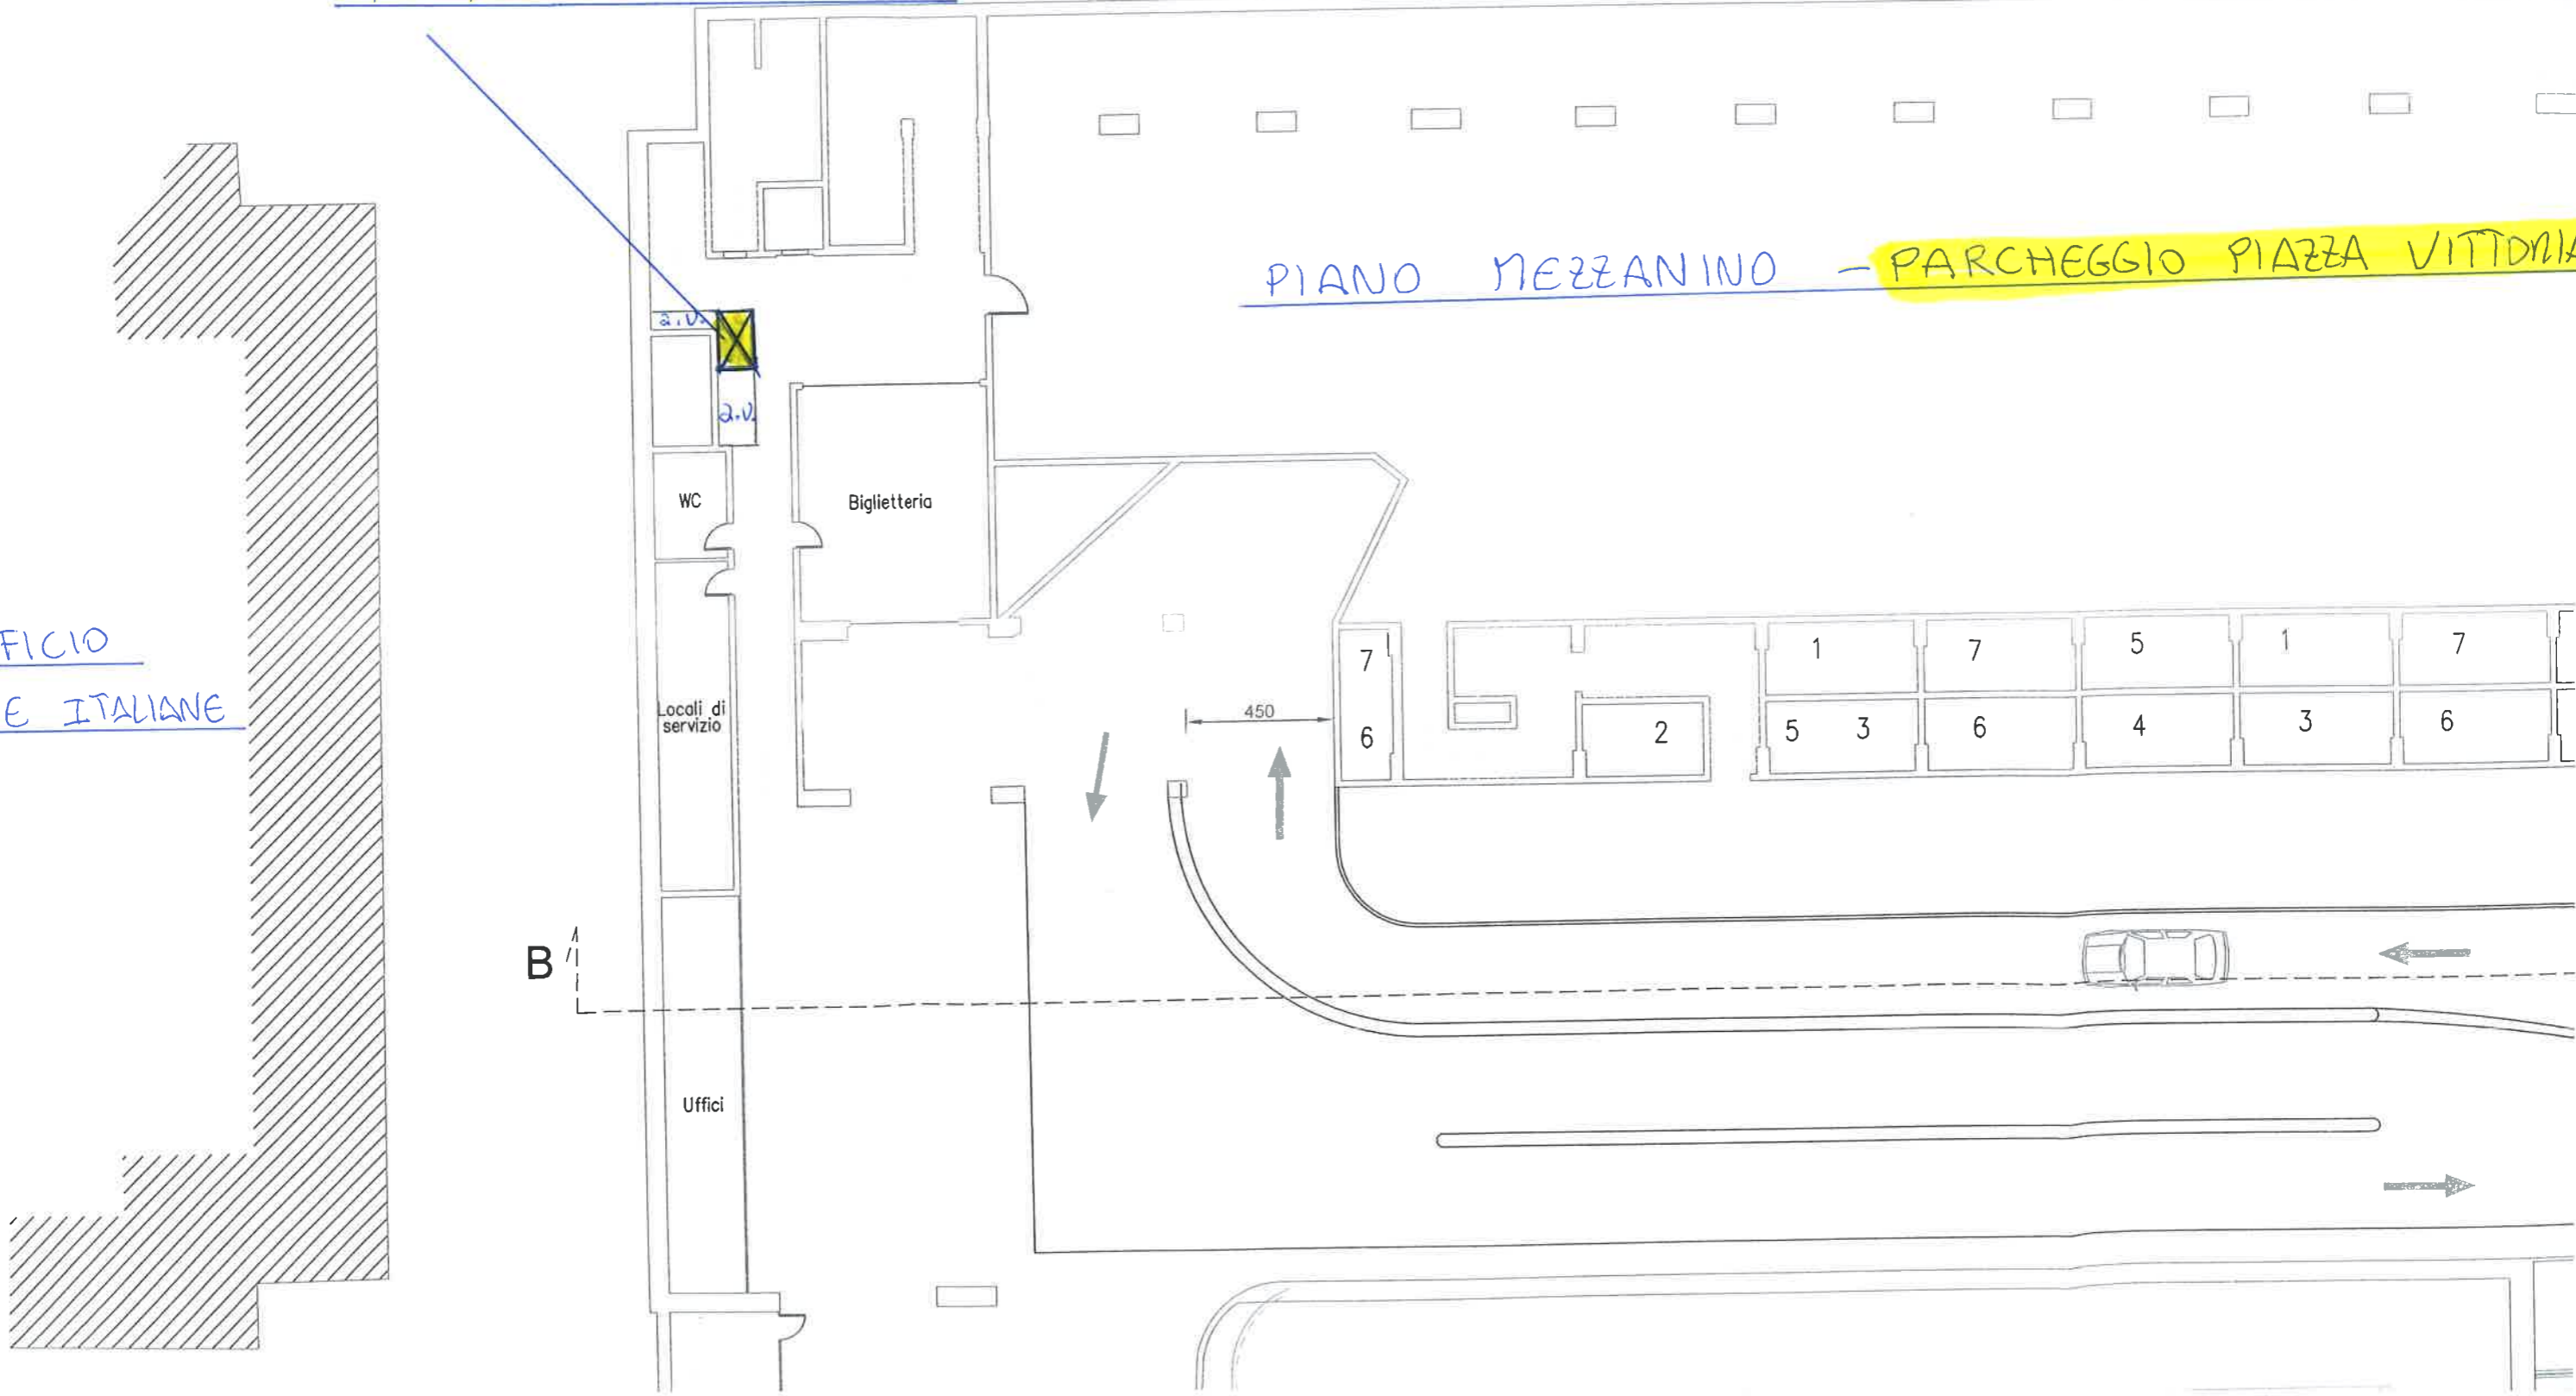 PIANO MEZZANINO - PARCHEGGIO PIAZZA VITTORIA
a.v.
a.v.
WC
Biglietteria
FICIO
E ITALIANE
Locali di
servizio
450
7
6
2
1 7 5 1 7
5 3 6 4 3 6
B
Uffici